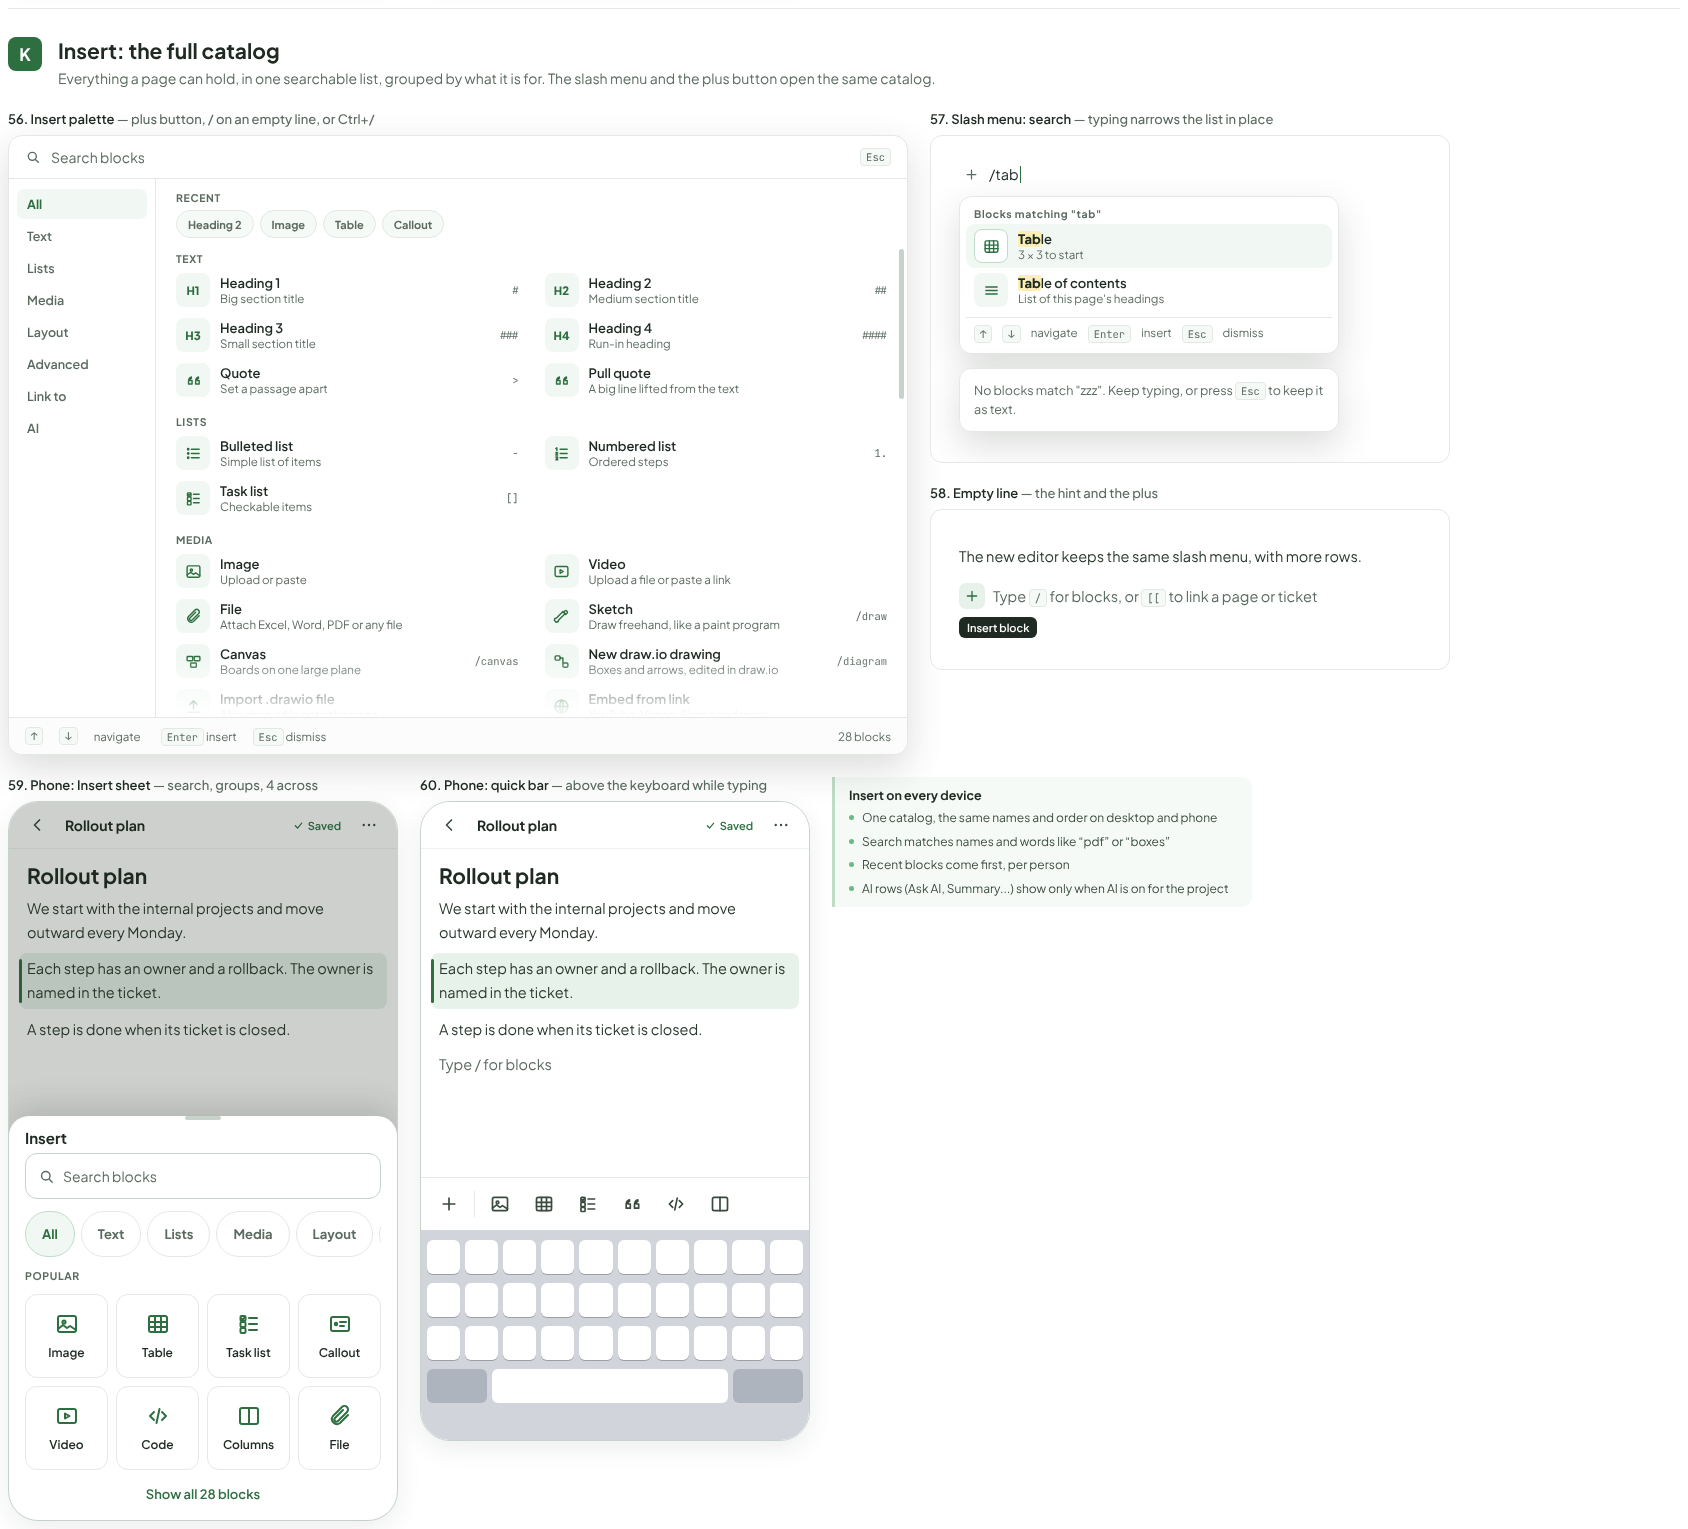 K
Insert: the full catalog
Everything a page can hold, in one searchable list, grouped by what it is for. The slash menu and the plus button open the same catalog.
56. Insert palette — plus button, / on an empty line, or Ctrl+/
Search blocks
Esc
All
Text
Lists
Media
Layout
Advanced
Link to
AI
RECENT
Heading 2
Image
Table
Callout
TEXT
H1
Heading 1
#
Big section title
H2
Heading 2
##
Medium section title
H3
Heading 3
###
Small section title
H4
Heading 4
####
Run-in heading
Quote
>
Set a passage apart
Pull quote
A big line lifted from the text
LISTS
Bulleted list
-
Simple list of items
Numbered list
1.
Ordered steps
Task list
[]
Checkable items
MEDIA
Image
Upload or paste
Video
Upload a file or paste a link
File
Attach Excel, Word, PDF or any file
Sketch
/draw
Draw freehand, like a paint program
Canvas
/canvas
Boards on one large plane
New draw.io drawing
/diagram
Boxes and arrows, edited in draw.io
Import .drawio file
Embed from link
↑ ↓ navigate Enter insert Esc dismiss
28 blocks
57. Slash menu: search — typing narrows the list in place
/tab
Blocks matching "tab"
Table
3 × 3 to start
Table of contents
List of this page's headings
↑ ↓ navigate Enter insert Esc dismiss
No blocks match "zzz". Keep typing, or press Esc to keep it
as text.
58. Empty line — the hint and the plus
The new editor keeps the same slash menu, with more rows.
Type / for blocks, or [[ to link a page or ticket
Insert block
59. Phone: Insert sheet — search, groups, 4 across
Rollout plan
Saved
Rollout plan
We start with the internal projects and move
outward every Monday.
Each step has an owner and a rollback. The owner is
named in the ticket.
A step is done when its ticket is closed.
Insert
Search blocks
All
Text
Lists
Media
Layout
POPULAR
Image
Table
Task list
Callout
Video
Code
Columns
File
Show all 28 blocks
60. Phone: quick bar — above the keyboard while typing
Rollout plan
Saved
Rollout plan
We start with the internal projects and move
outward every Monday.
Each step has an owner and a rollback. The owner is
named in the ticket.
A step is done when its ticket is closed.
Type / for blocks
Insert on every device
One catalog, the same names and order on desktop and phone
Search matches names and words like “pdf” or “boxes”
Recent blocks come first, per person
AI rows (Ask AI, Summary...) show only when AI is on for the project